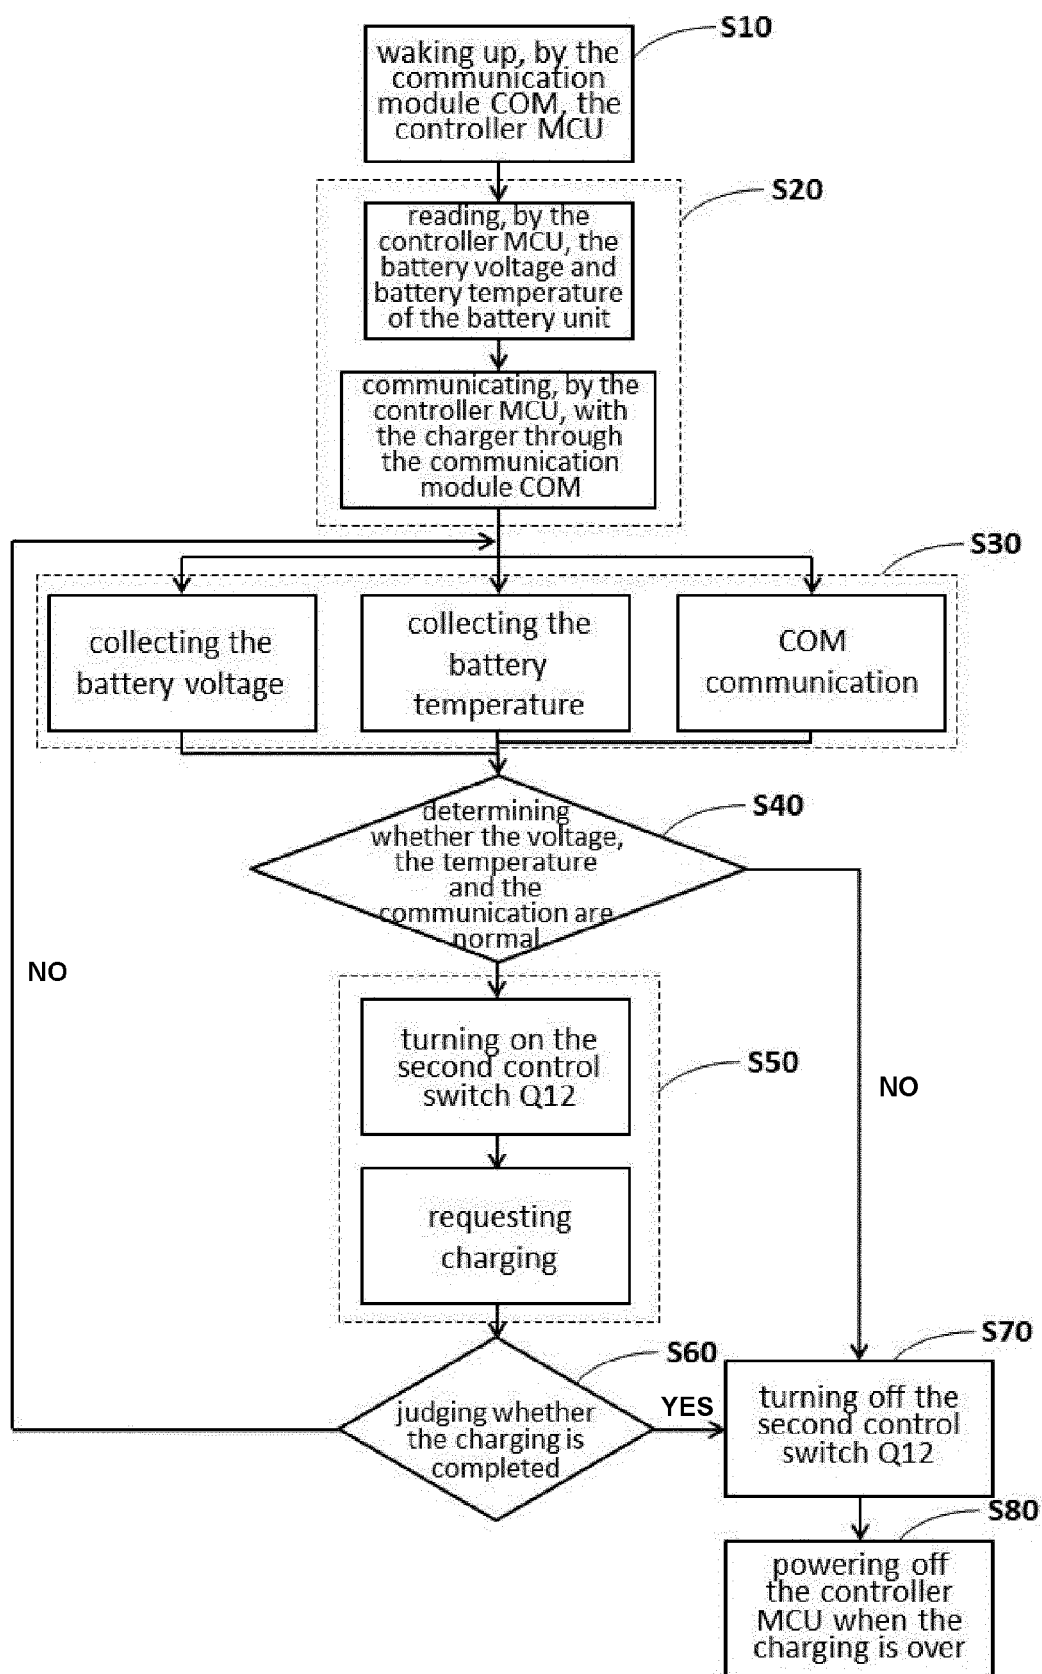 S10
waking up, by the
communication
module COM, the
controller MCU
S20
reading, by the
controller MCU, the
battery voltage and
battery temperature
of the battery unit
communicating, by the
controller MCU, with
the charger through
the communication
module COM
S30
collecting the
battery voltage
collecting the
battery
temperature
COM
communication
S40
determining
whether the voltage,
the temperature
and the
communication are
normal
NO
S50
turning on the
second control
switch Q12
NO
requesting
charging
S60
judging whether
the charging is
completed
YES
S70
turning off the
second control
switch Q12
S80
powering off
the controller
MCU when the
charging is over